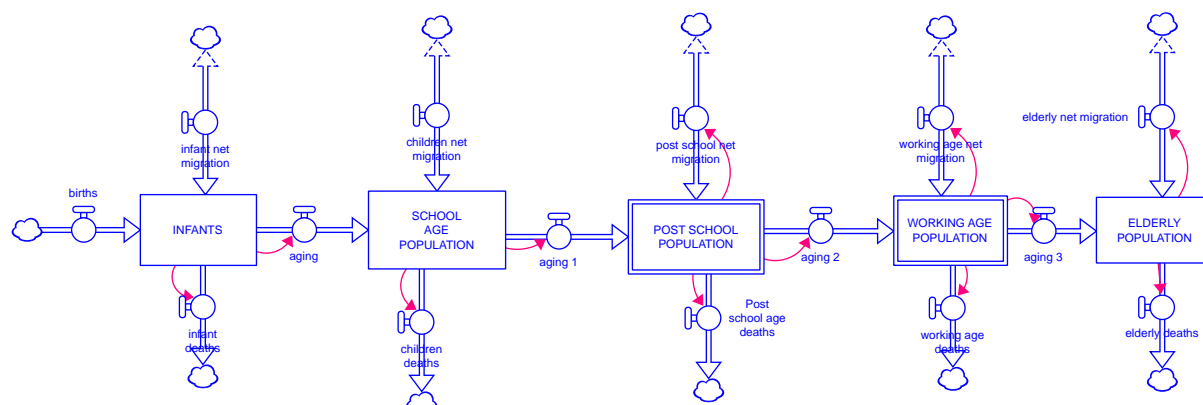 infant net
migration
children net
migration
post school net
migration
working age net
migration
elderly net migration
births
INFANTS
aging
SCHOOL
AGE
POPULATION
aging 1
POST SCHOOL
POPULATION
aging 2
WORKING AGE
POPULATION
aging 3
ELDERLY
POPULATION
infant
deaths
children
deaths
Post
school age
deaths
working age
deaths
elderly deaths